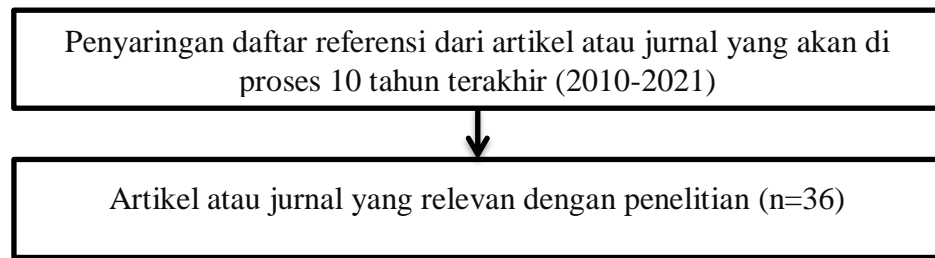 Penyaringan daftar referensi dari artikel atau jurnal yang akan di
proses 10 tahun terakhir (2010-2021)
Artikel atau jurnal yang relevan dengan penelitian (n=36)